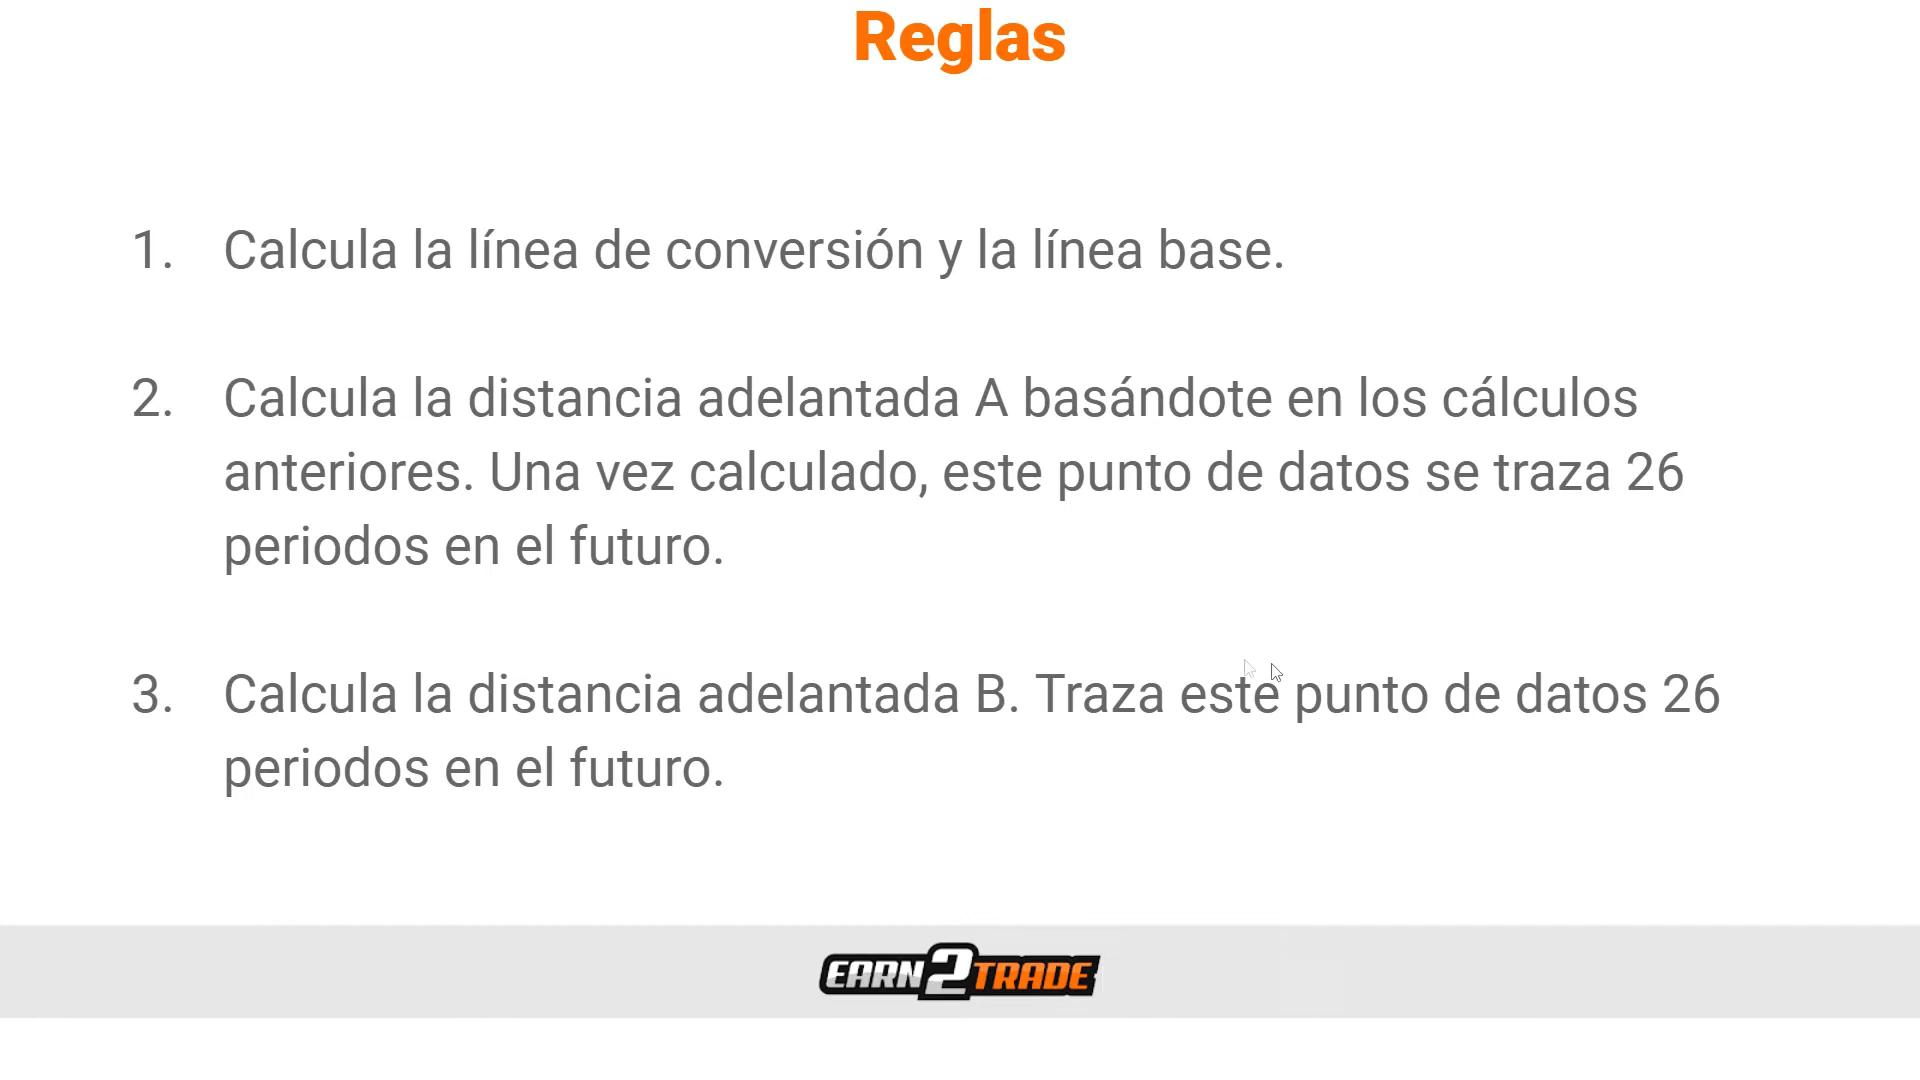 Reglas
1. Calcula la línea de conversión y la línea base.
2. Calcula la distancia adelantada A basándote en los cálculos
anteriores. Una vez calculado, este punto de datos se traza 26
periodos en el futuro.
3. Calcula la distancia adelantada B. Traza este punto de datos 26
periodos en el futuro.
EARN2TRADE